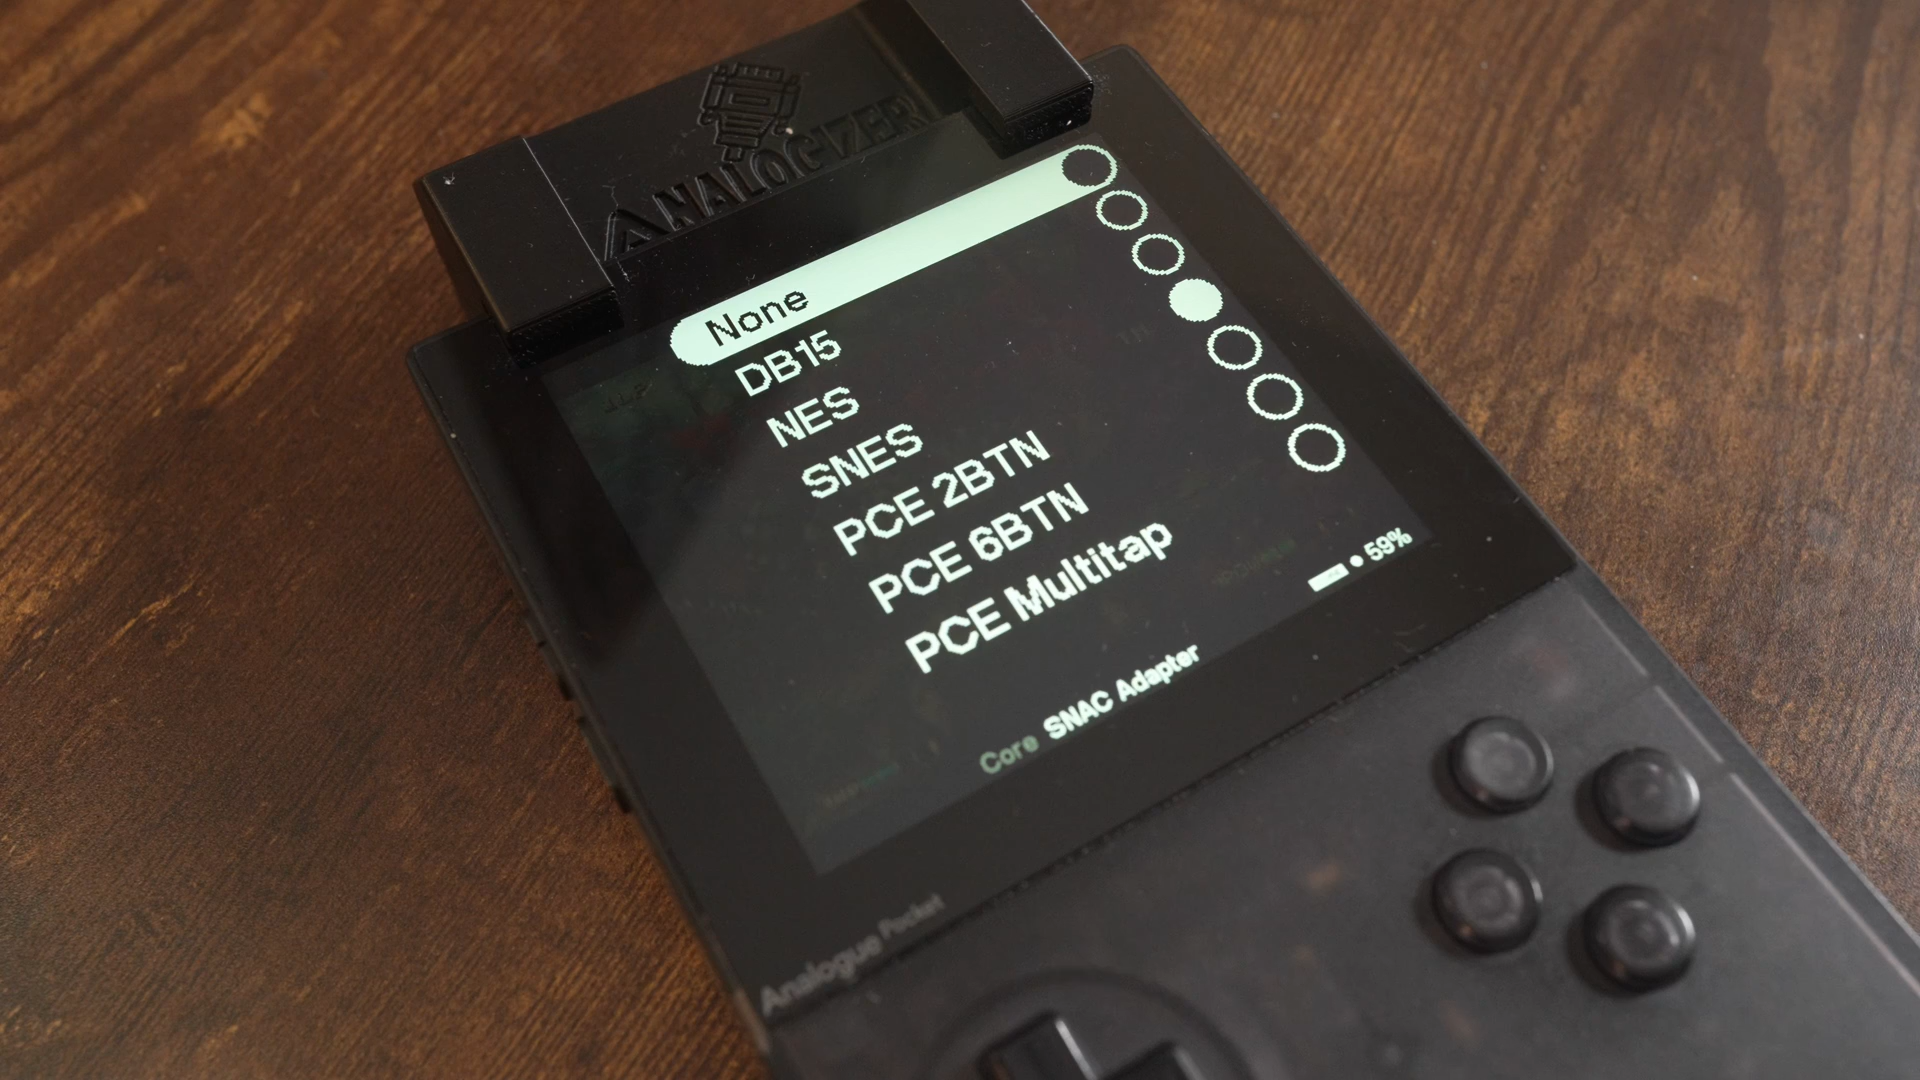 ANALOGIZER
None
DB15
NES
SNES
PCE 2BTN
PCE 6BTN
PCE Multitap
59%
Core SNAC Adapter
Analogue Pocket